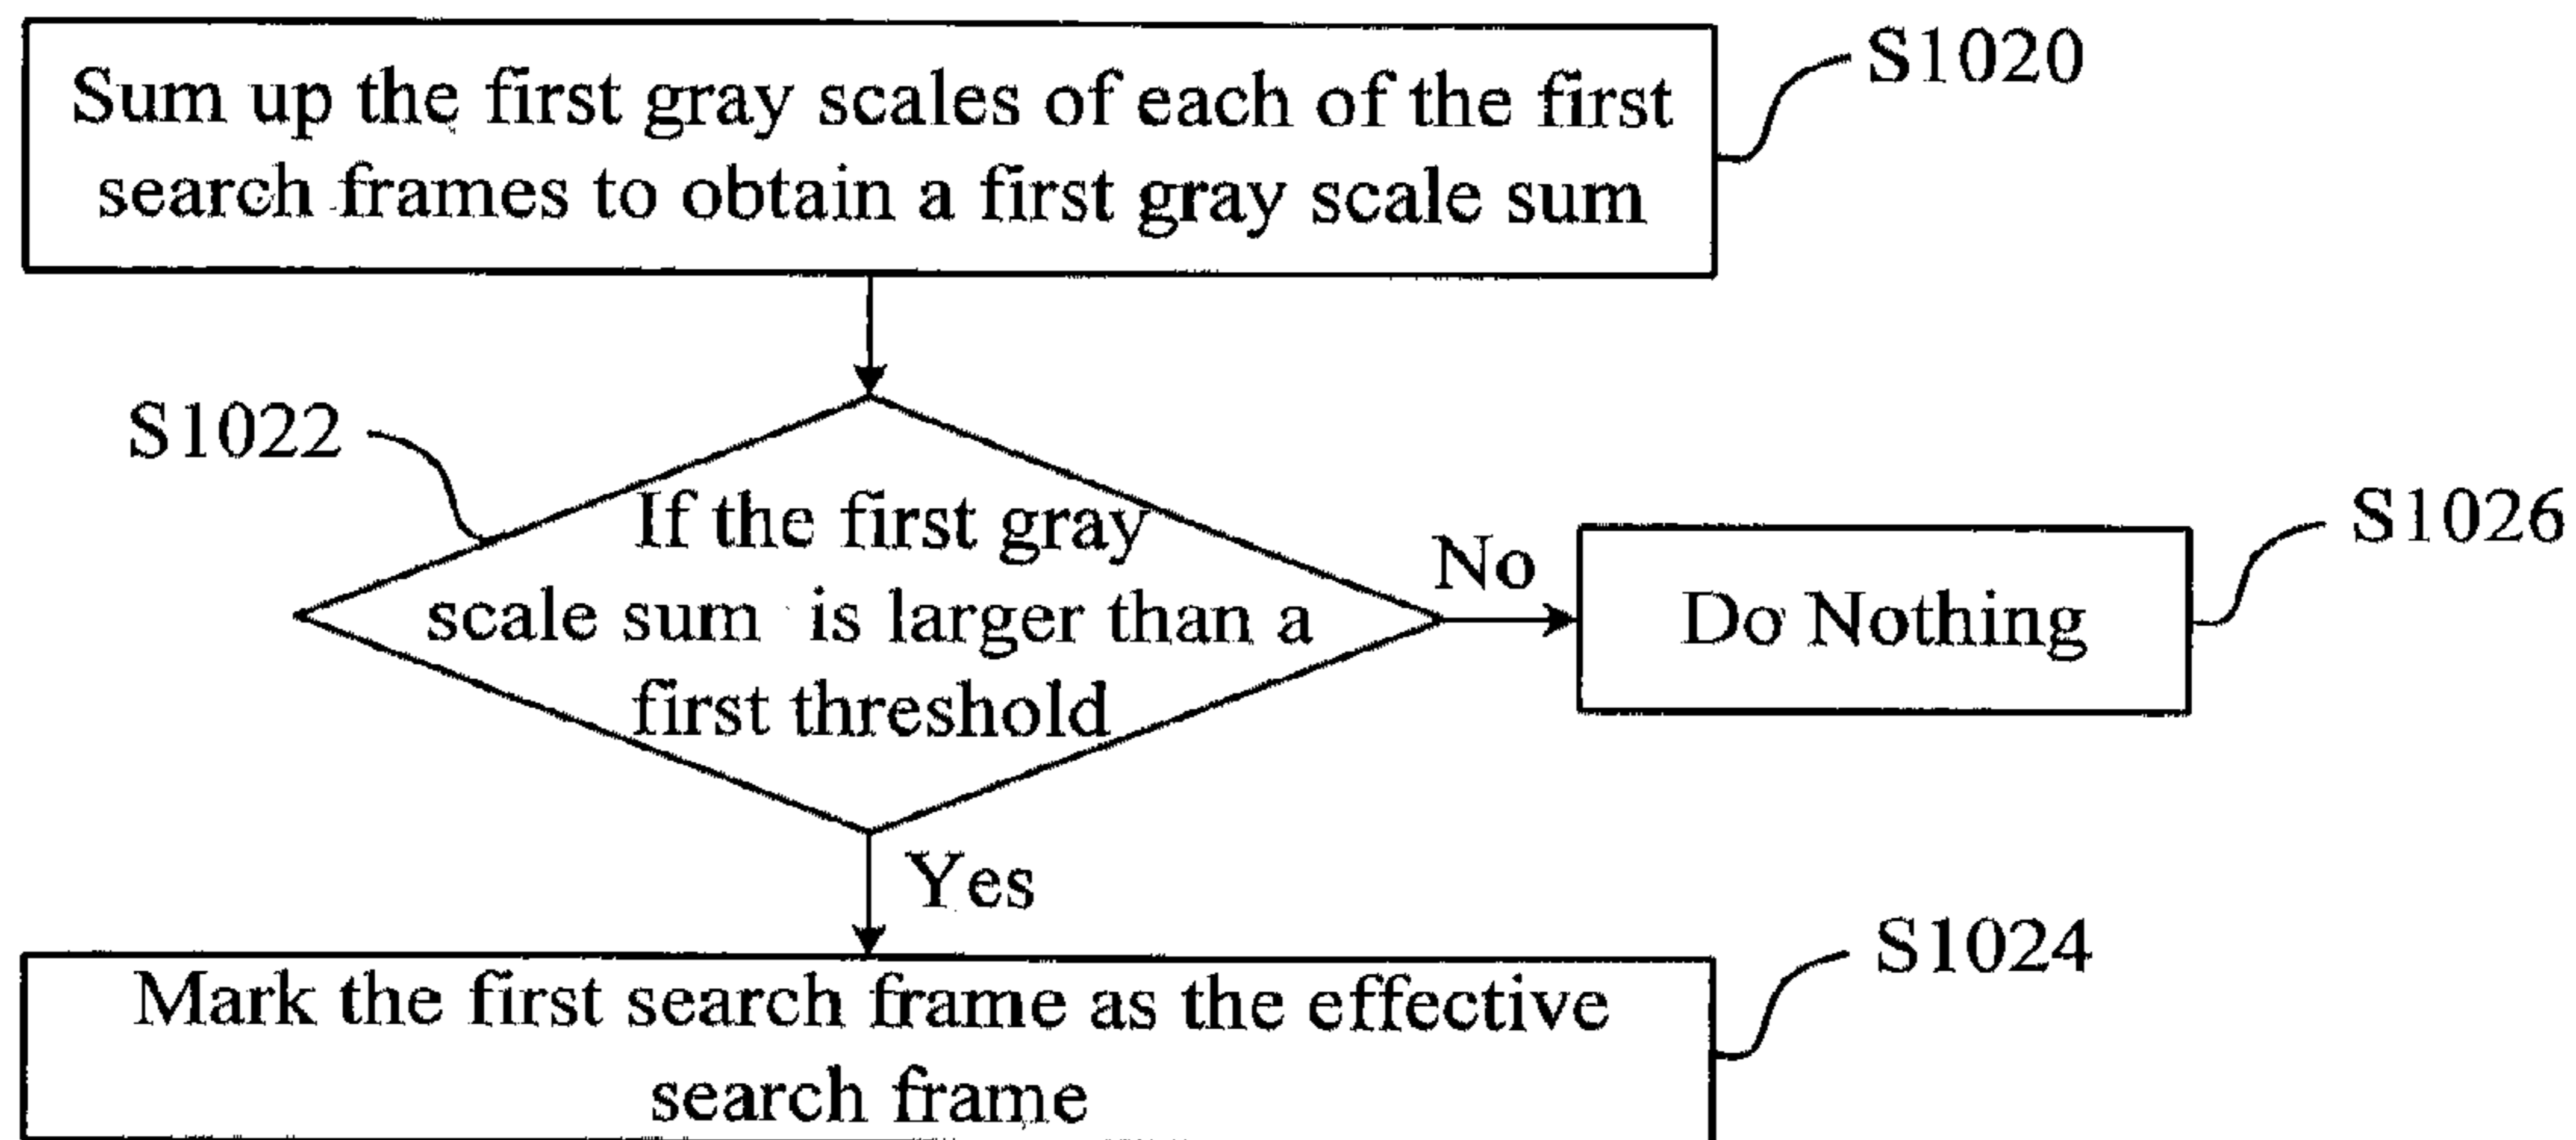 Sum up the first gray scales of each of the first
search frames to obtain a first gray scale sum
S1020
S1022
If the first gray
scale sum is larger than a
first threshold
No
Do Nothing
S1026
Yes
Mark the first search frame as the effective
search frame
S1024